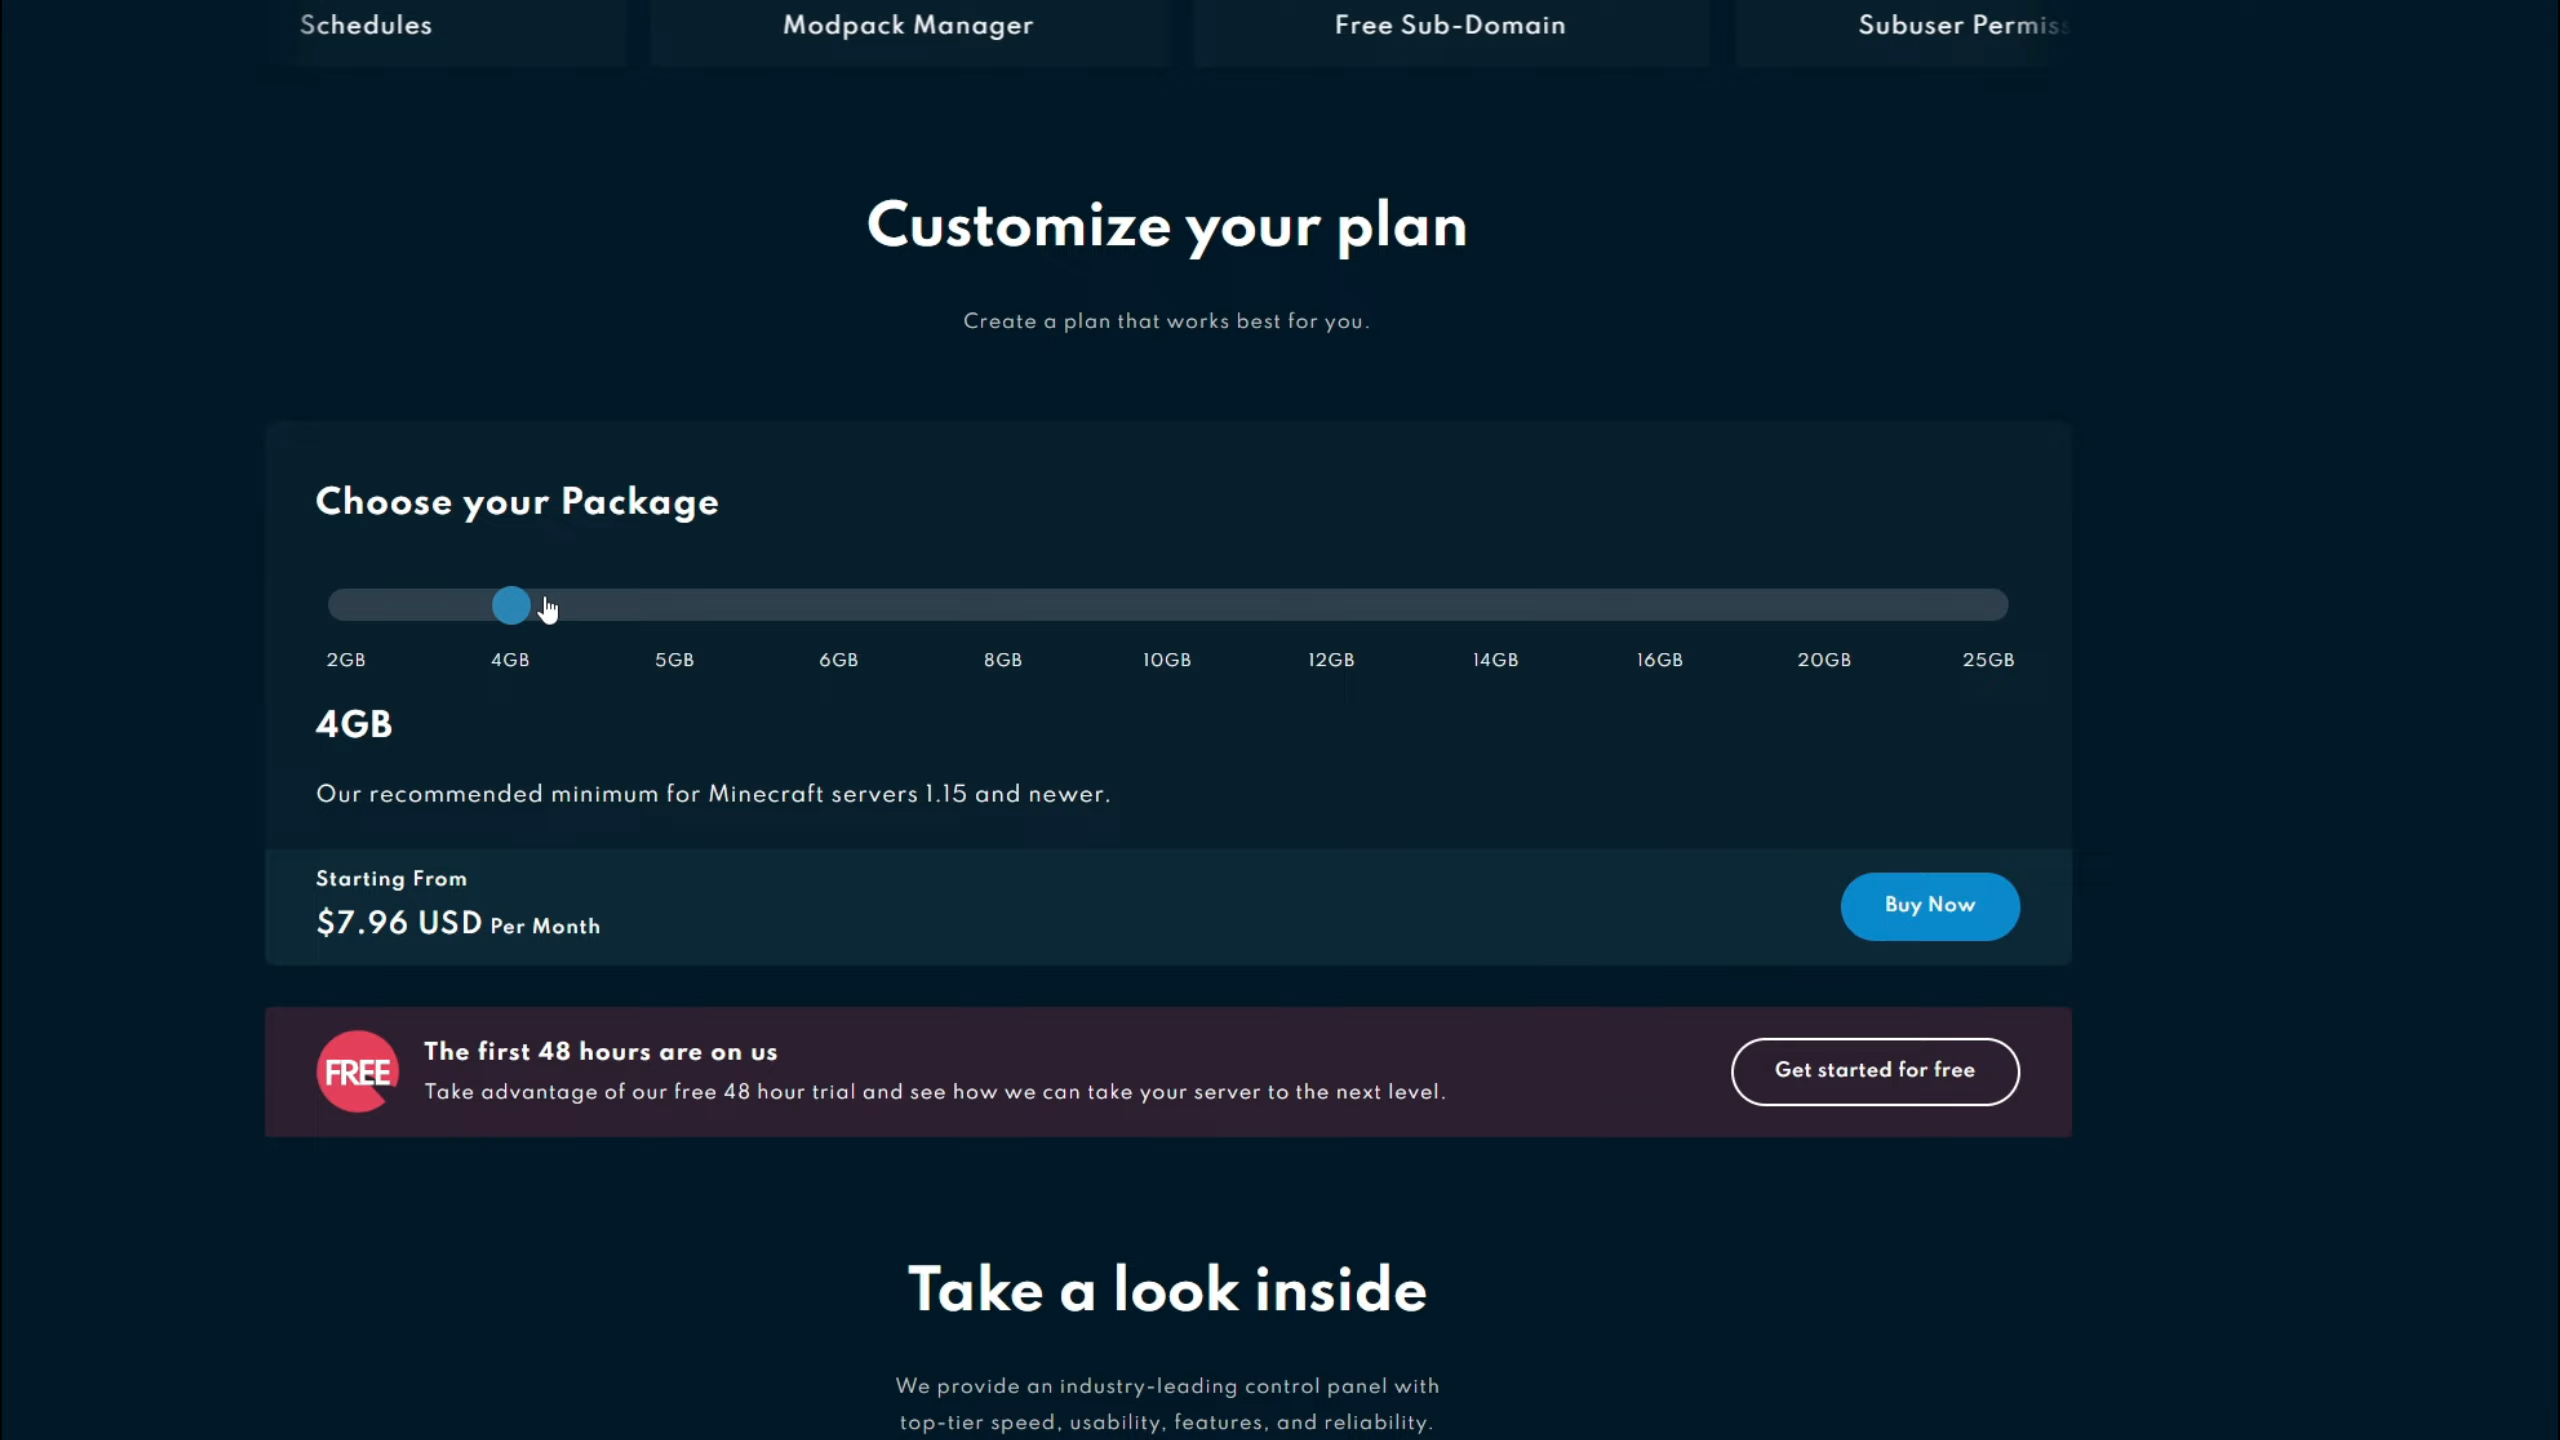 Schedules
Modpack Manager
Free Sub-Domain
Subuser Permiss
Customize your plan
Create a plan that works best for you.
Choose your Package
2GB 4GB 5GB 6GB 8GB 10GB 12GB 14GB 16GB 20GB 25GB
4GB
Our recommended minimum for Minecraft servers 1.15 and newer.
Starting From
$7.96 USD Per Month
Buy Now
FREE
The first 48 hours are on us
Take advantage of our free 48 hour trial and see how we can take your server to the next level.
Get started for free
Take a look inside
We provide an industry-leading control panel with
top-tier speed, usability, features, and reliability.